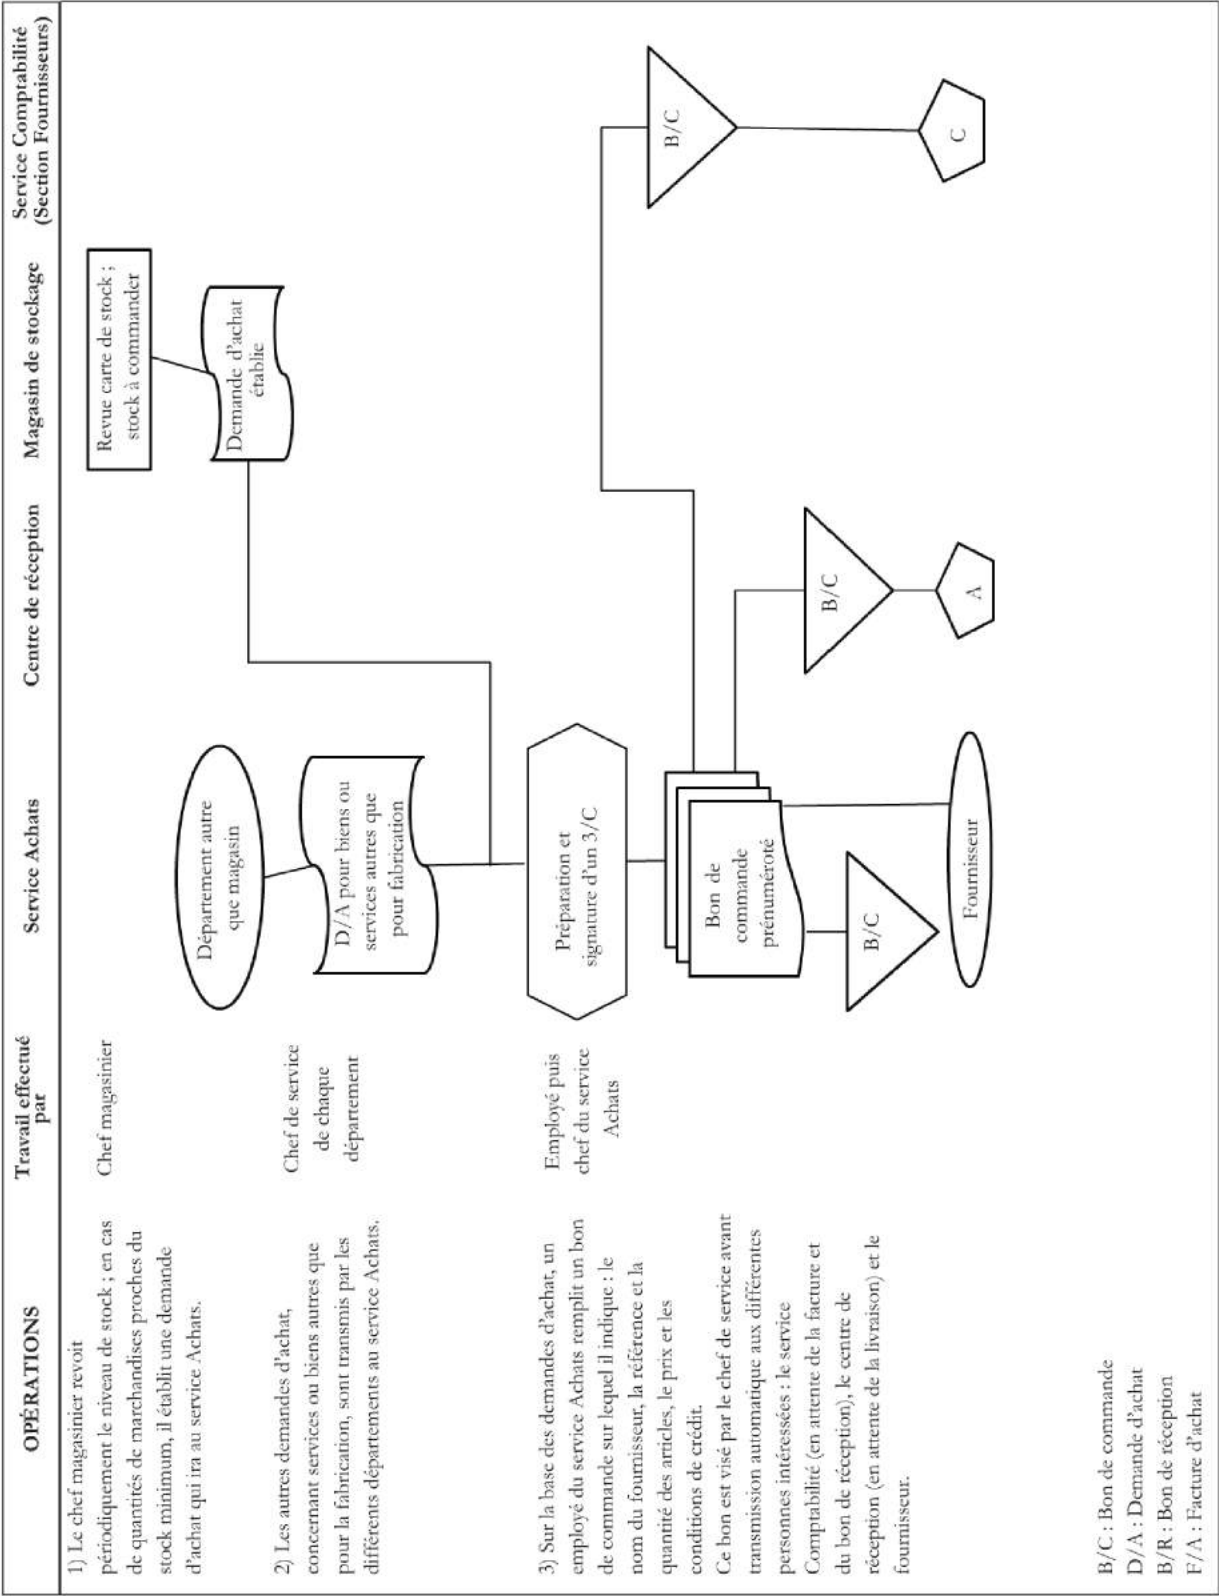 OPÉRATIONS
Travail effectué
par
Service Achats
Centre de réception
Magasin de stockage
Service Comptabilité
(Section Fournisseurs)
1) Le chef magasinier revoit
périodiquement le niveau de stock ; en cas
de quantités de marchandises proches du
stock minimum, il établit une demande
d'achat qui ira au service Achats.
Chef magasinier
Revue carte de stock ;
stock à commander
Demande d'achat
établie
Département autre
que magasin
2) Les autres demandes d'achat,
concernant services ou biens autres que
pour la fabrication, sont transmis par les
différents départements au service Achats.
Chef de service
de chaque
département
D/A pour biens ou
services autres que
pour fabrication
3) Sur la base des demandes d'achat, un
employé du service Achats remplit un bon
de commande sur lequel il indique : le
nom du fournisseur, la référence et la
quantité des articles, le prix et les
conditions de crédit.
Ce bon est visé par le chef de service avant
transmission automatique aux différentes
personnes intéressées : le service
Comptabilité (en attente de la facture et
du bon de réception), le centre de
réception (en attente de la livraison) et le
fournisseur.
Employé puis
chef du service
Achats
Préparation et
signature d'un 3/C
Bon de
commande
prénuméroté
B/C
Fournisseur
B/C
A
B/C
C
B/C : Bon de commande
D/A : Demande d'achat
B/R : Bon de réception
F/A : Facture d'achat